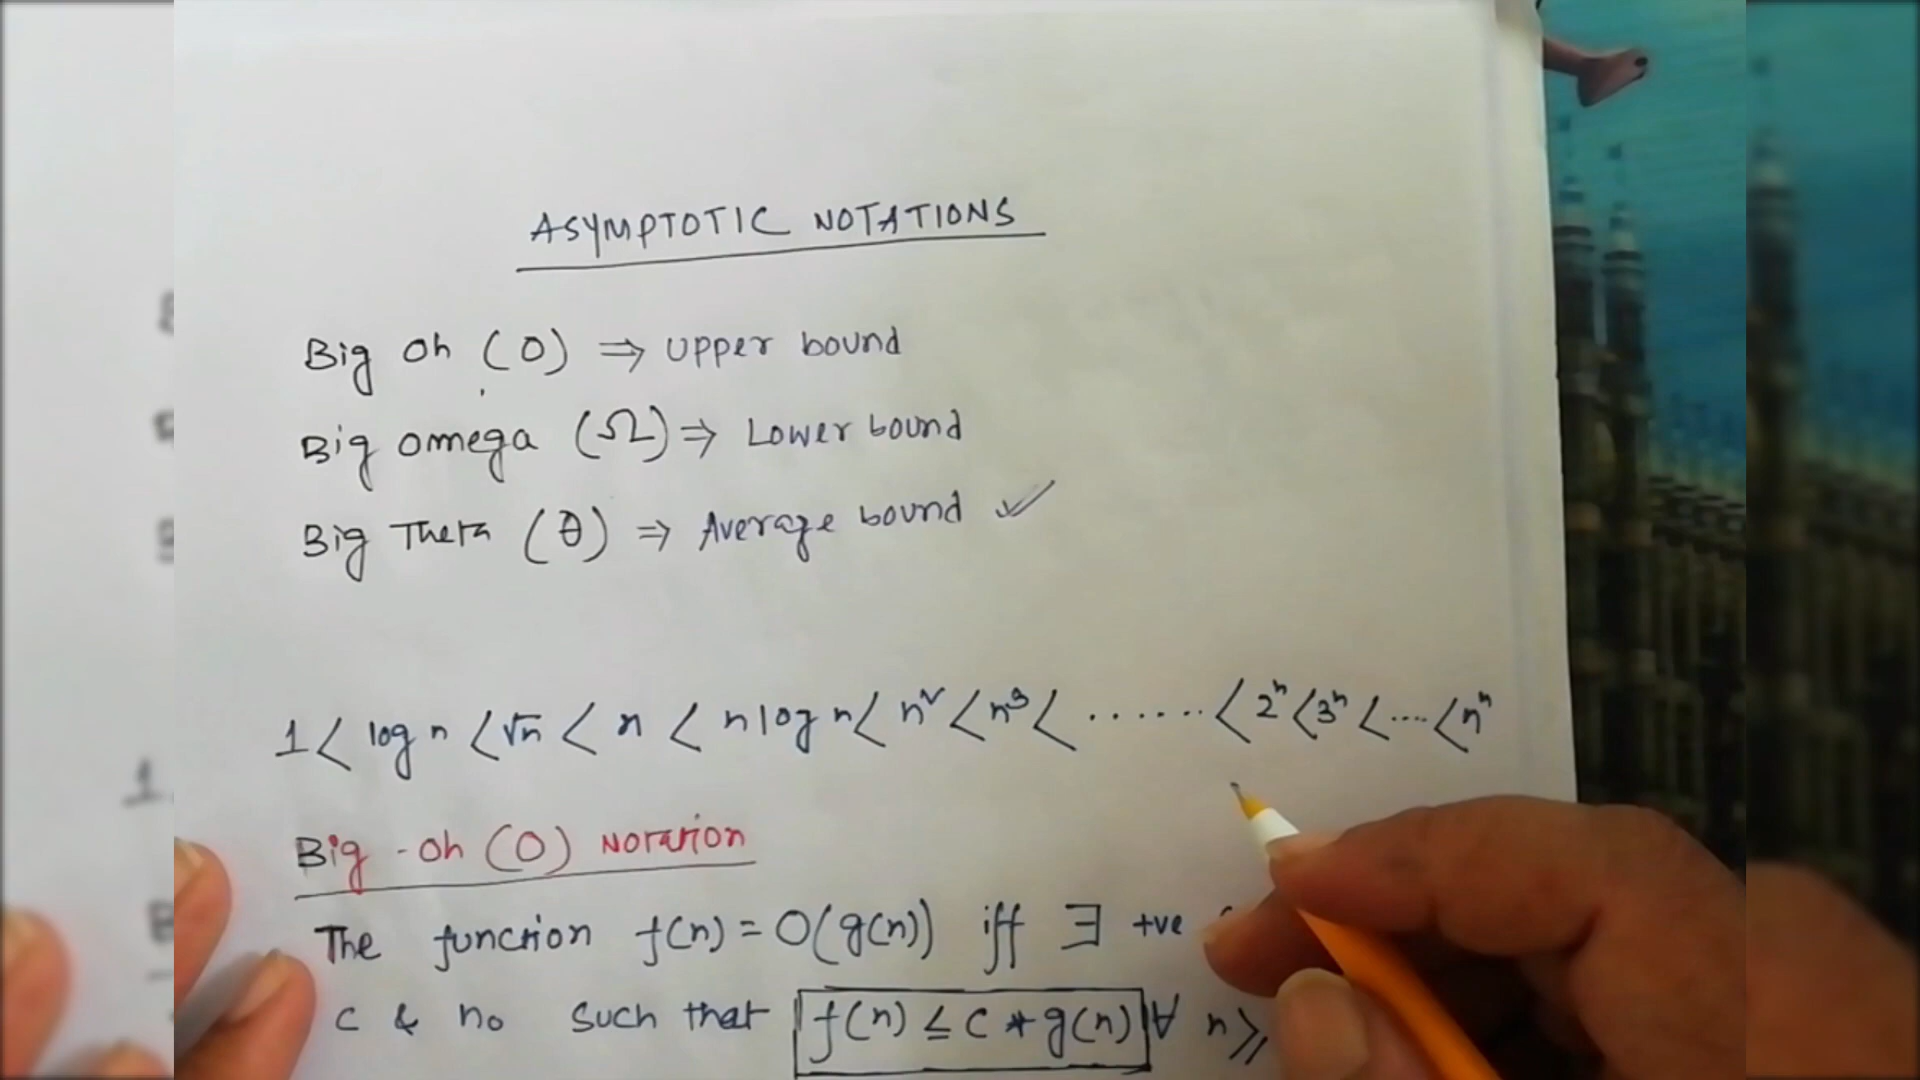 ASYMPTOTIC NOTATIONS
Big Oh (O) ⇒ Upper bound
Big omega (Ω) ⇒ Lower bound
Big Theta (θ) ⇒ Average bound ✓
1 < log n < √n < n < n log n < n² < n³ < ....... < 2ⁿ < 3ⁿ < .... < nⁿ
Big-Oh (O) Notation
The function f(n) = O(g(n)) iff ∃ +ve
c & n₀ such that f(n) ≤ c * g(n) ∀ n ≥